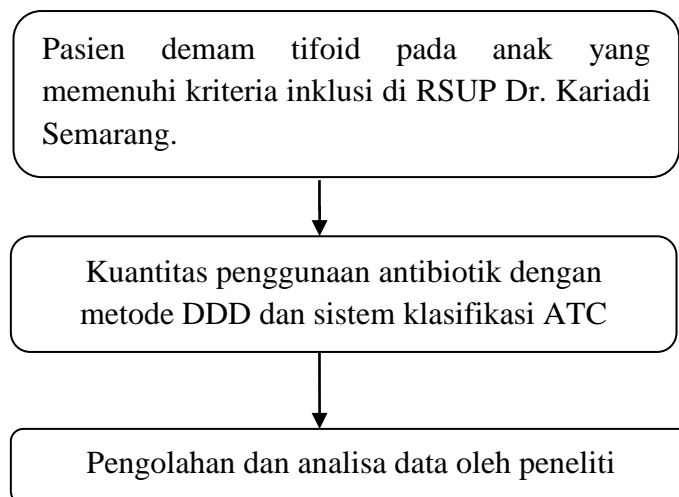 Pasien demam tifoid pada anak yang
memenuhi kriteria inklusi di RSUP Dr. Kariadi
Semarang.
Kuantitas penggunaan antibiotik dengan
metode DDD dan sistem klasifikasi ATC
Pengolahan dan analisa data oleh peneliti